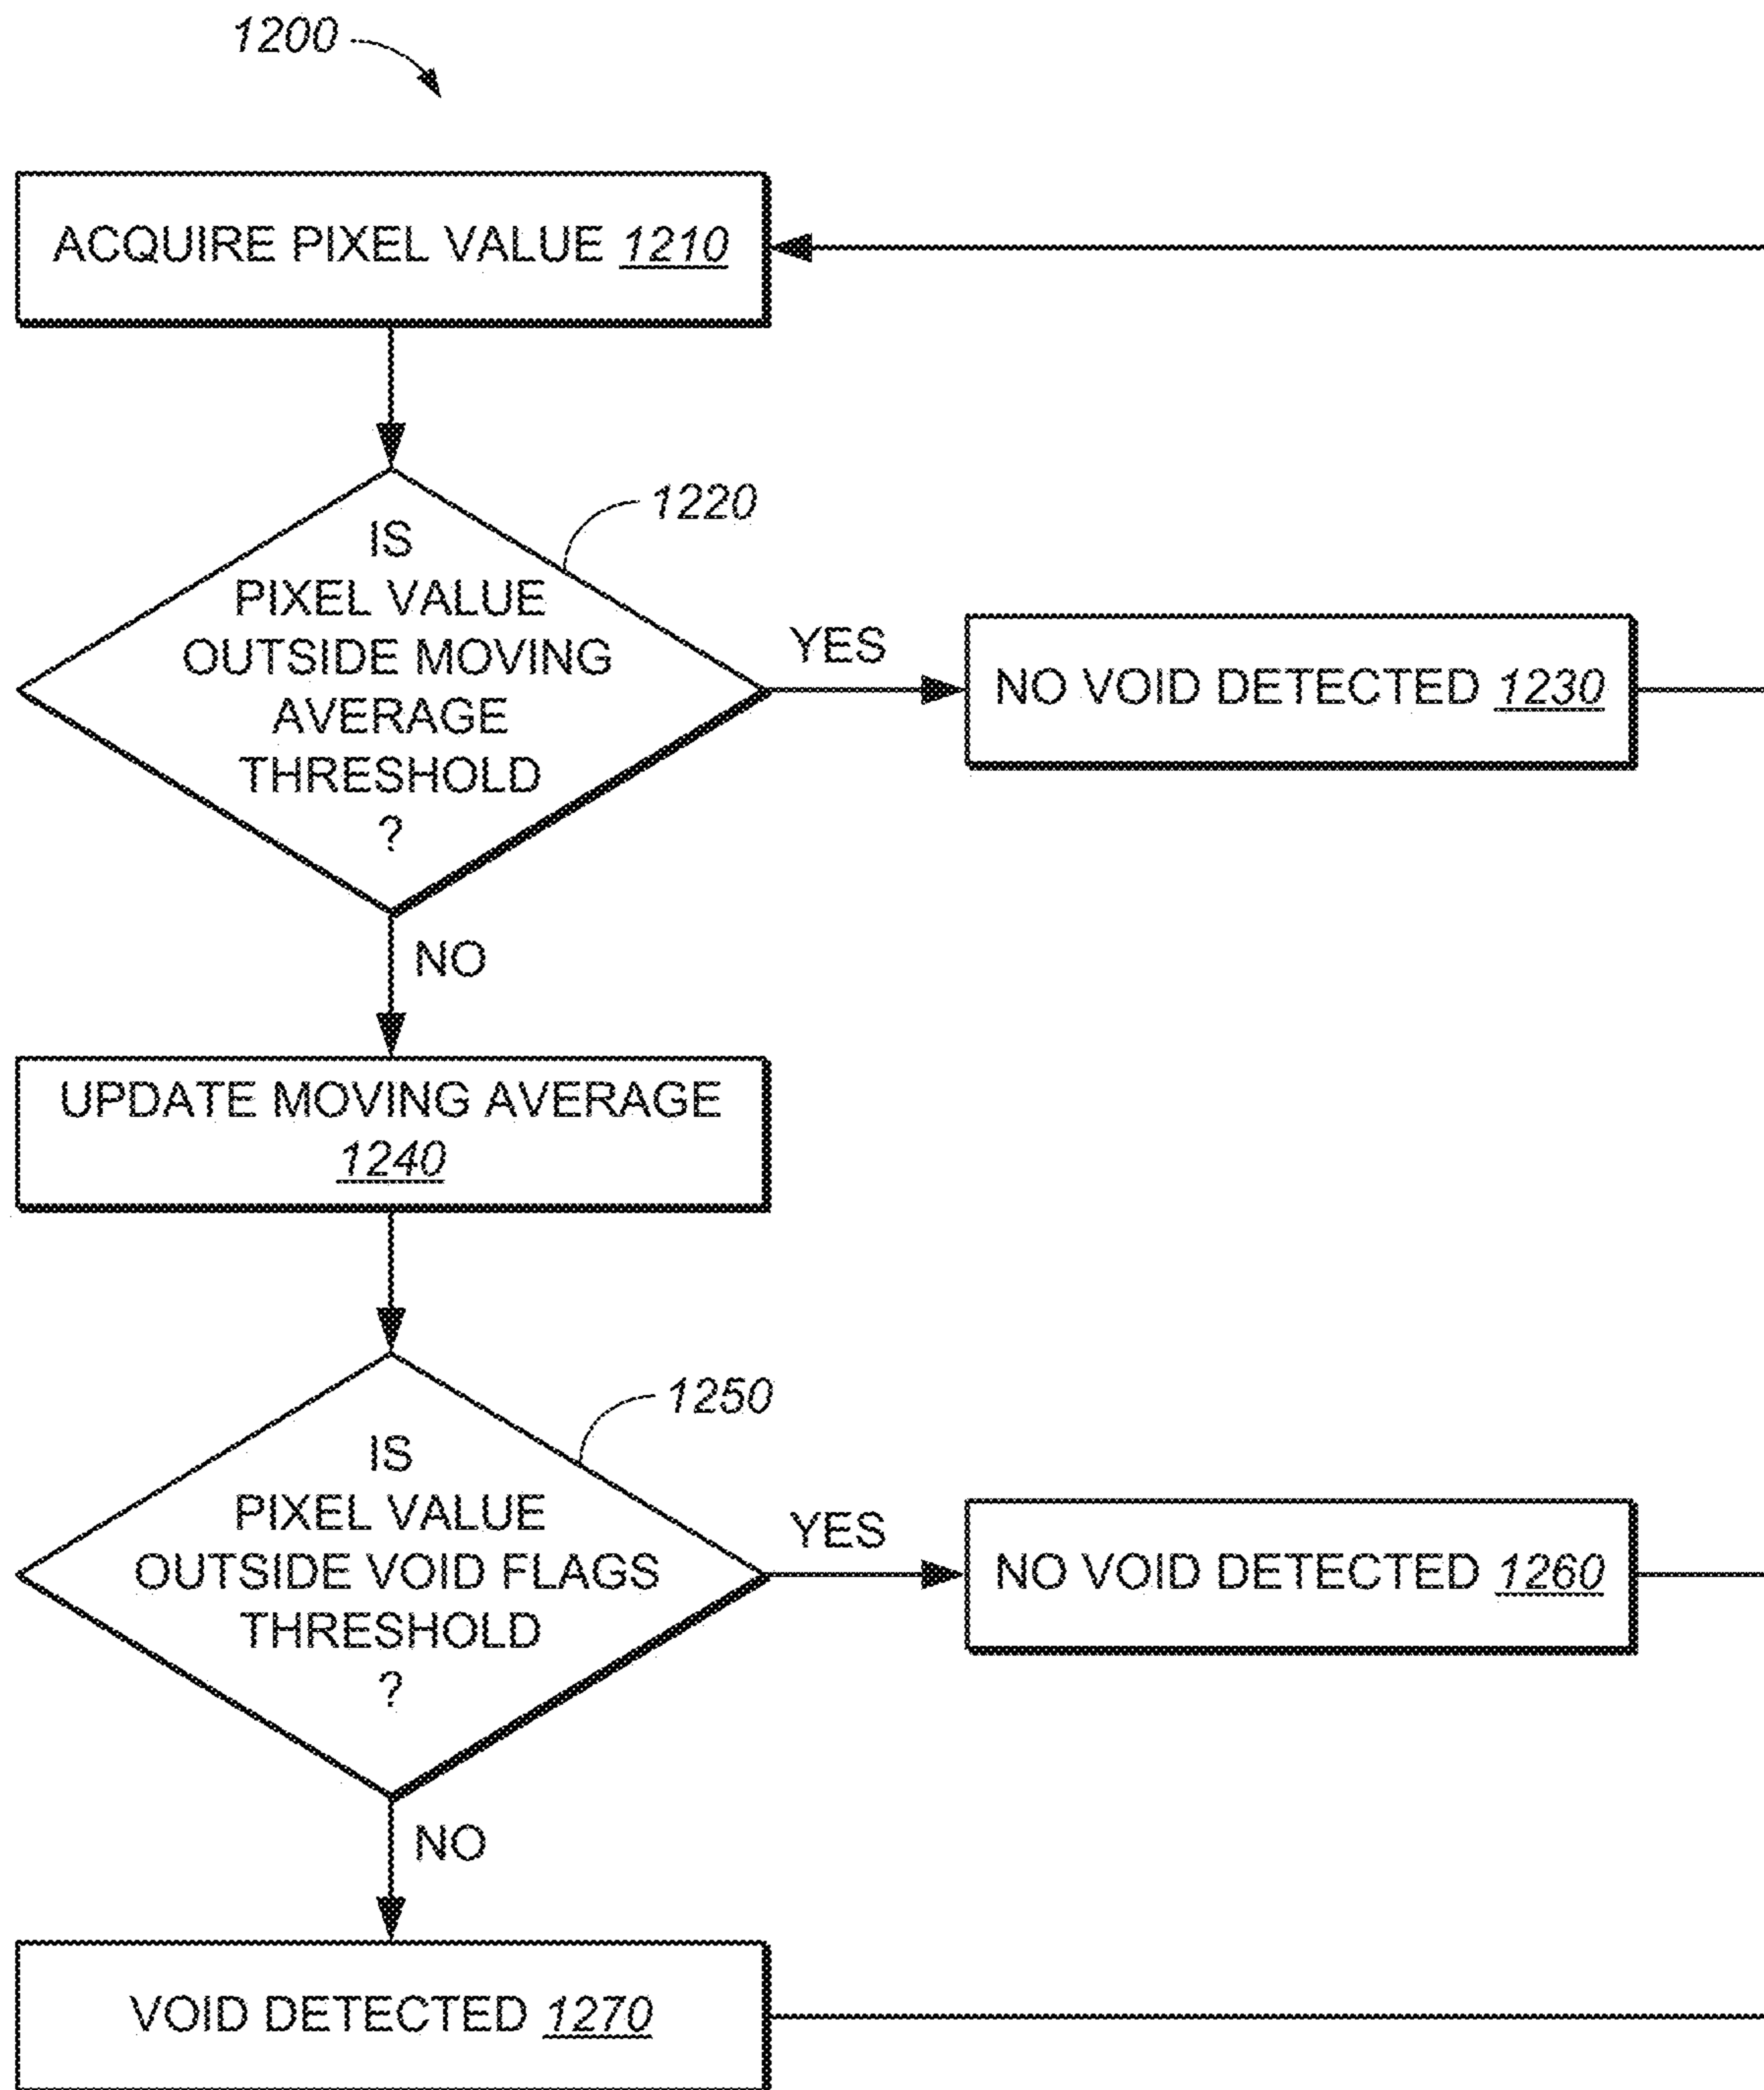 1200
ACQUIRE PIXEL VALUE 1210
1220
IS
PIXEL VALUE
OUTSIDE MOVING
AVERAGE
THRESHOLD
?
YES
NO VOID DETECTED 1230
NO
UPDATE MOVING AVERAGE
1240
1250
IS
PIXEL VALUE
OUTSIDE VOID FLAGS
THRESHOLD
?
YES
NO VOID DETECTED 1260
NO
VOID DETECTED 1270